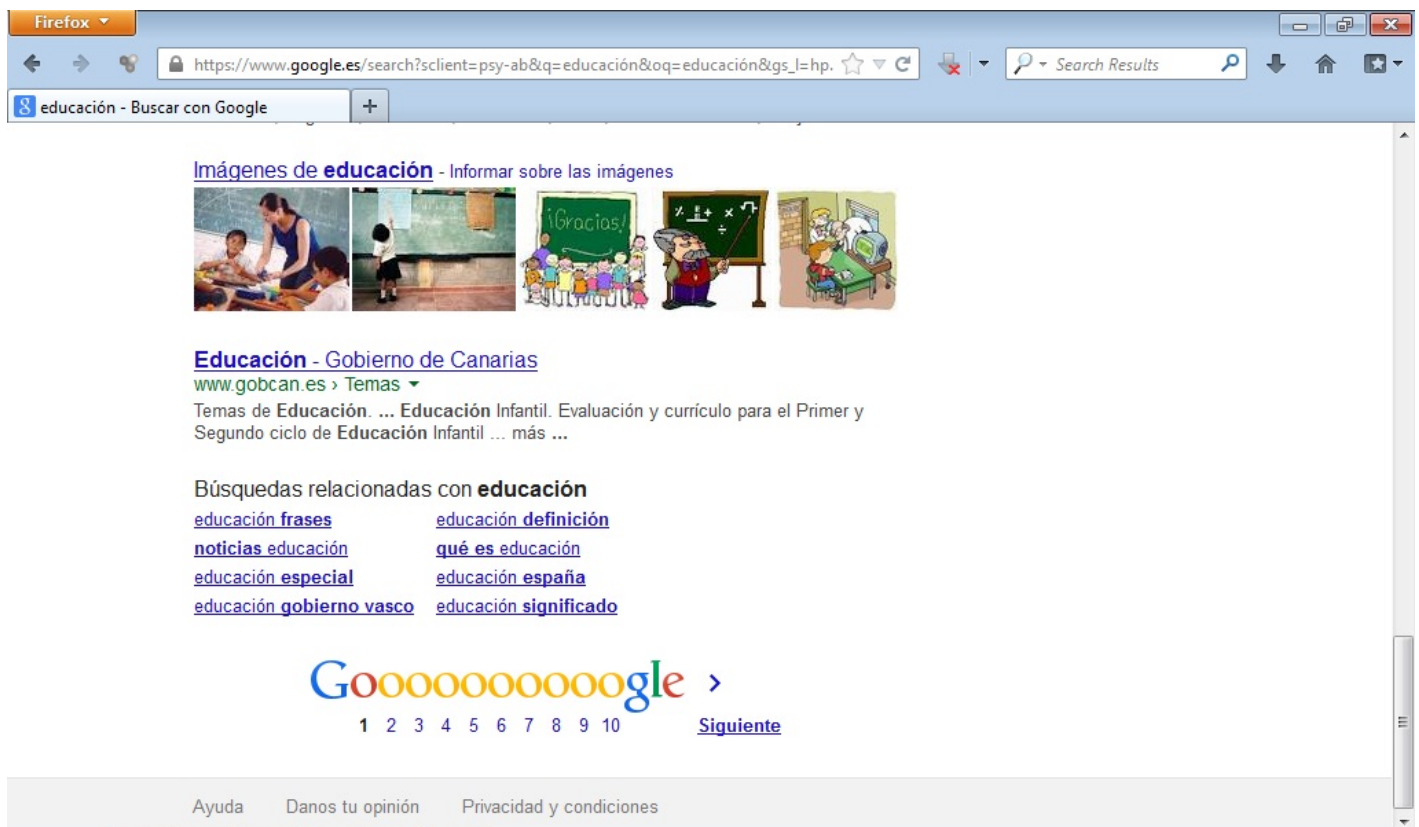 Firefox
https://www.google.es/search?sclient=psy-ab&q=educación&oq=educación&gs_l=hp.
Search Results
educación - Buscar con Google
Imágenes de educación - Informar sobre las imágenes
¡Gracias!
Educación - Gobierno de Canarias
www.gobcan.es › Temas
Temas de Educación. ... Educación Infantil. Evaluación y currículo para el Primer y
Segundo ciclo de Educación Infantil ... más ...
Búsquedas relacionadas con educación
educación frases educación definición
noticias educación qué es educación
educación especial educación españa
educación gobierno vasco educación significado
Goooooooooogle >
1 2 3 4 5 6 7 8 9 10 Siguiente
Ayuda Danos tu opinión Privacidad y condiciones